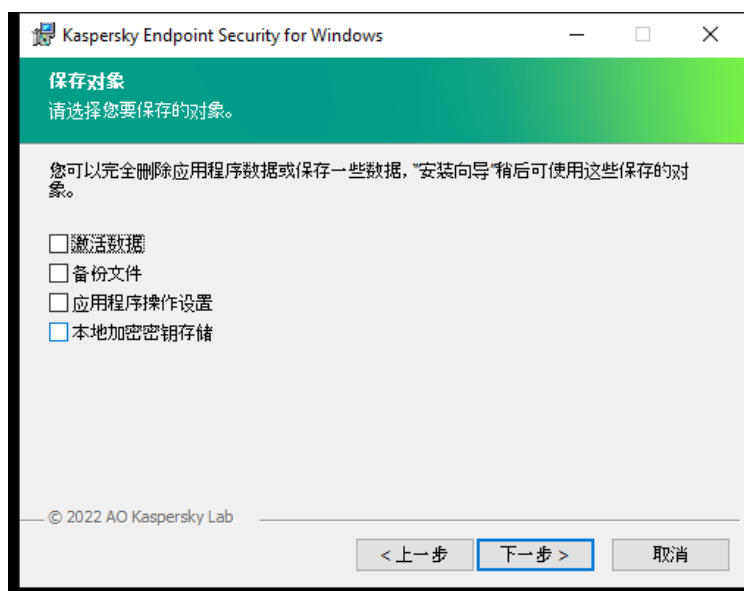 Kaspersky Endpoint Security for Windows
保存对象
请选择您要保存的对象。
您可以完全删除应用程序数据或保存一些数据，"安装向导"稍后可使用这些保存的对
象。
激活数据
备份文件
应用程序操作设置
本地加密密钥存储
© 2022 AO Kaspersky Lab
<上一步 下一步> 取消